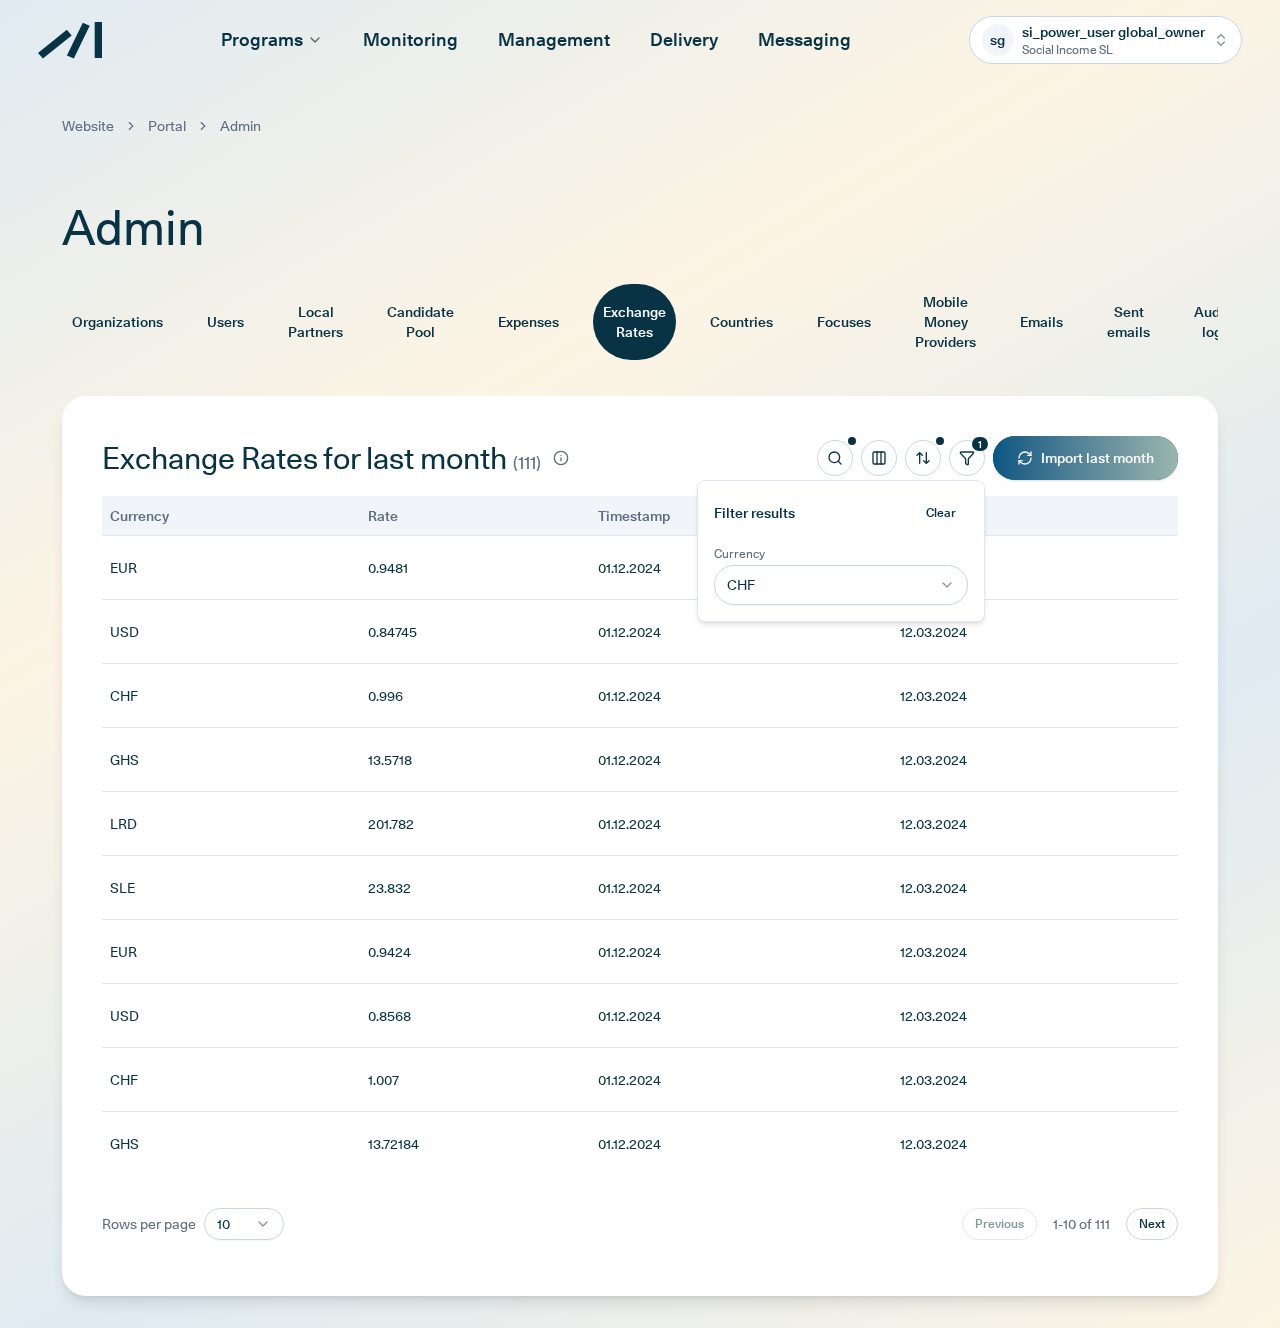 Programs
Monitoring
Management
Delivery
Messaging
sg
si_power_user global_owner
Social Income SL
Website
Portal
Admin
Admin
Organizations
Users
Local
Partners
Candidate
Pool
Expenses
Exchange
Rates
Countries
Focuses
Mobile
Money
Providers
Emails
Sent
emails
Exchange Rates for last month (111)
1
Import last month
Currency
Rate
Timestamp
Filter results
Clear
Currency
CHF
EUR
0.9481
01.12.2024
USD
0.84745
01.12.2024
12.03.2024
CHF
0.996
01.12.2024
12.03.2024
GHS
13.5718
01.12.2024
12.03.2024
LRD
201.782
01.12.2024
12.03.2024
SLE
23.832
01.12.2024
12.03.2024
EUR
0.9424
01.12.2024
12.03.2024
USD
0.8568
01.12.2024
12.03.2024
CHF
1.007
01.12.2024
12.03.2024
GHS
13.72184
01.12.2024
12.03.2024
Rows per page
10
Previous
1-10 of 111
Next